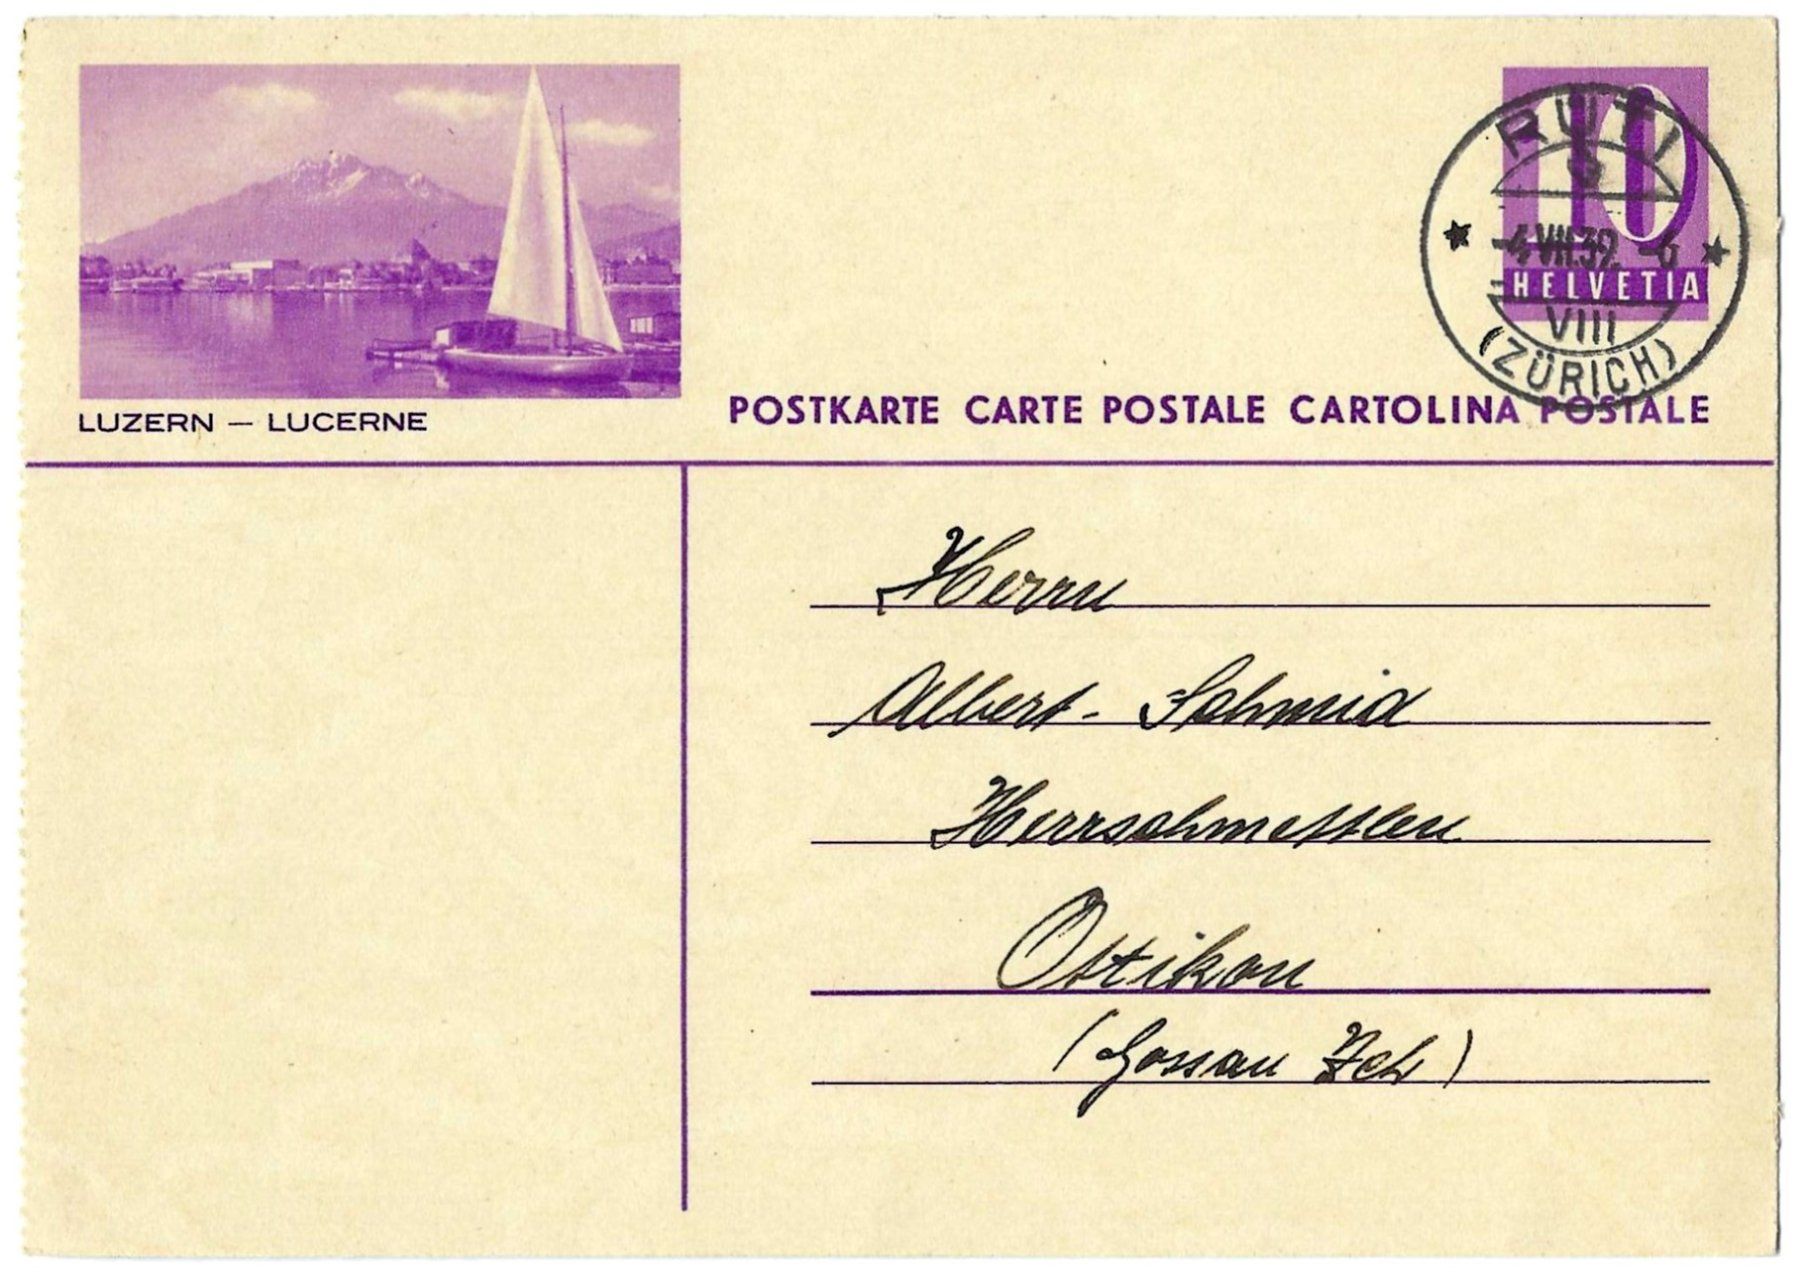 LUZERN — LUCERNE
10
HELVETIA
RÜTI
-4.VII.39. -6
VIII
(ZÜRICH)
POSTKARTE CARTE POSTALE CARTOLINA POSTALE
Herrn
Albert Schmid
Herrschmettlen
Ottikon
(Gossau Zch)